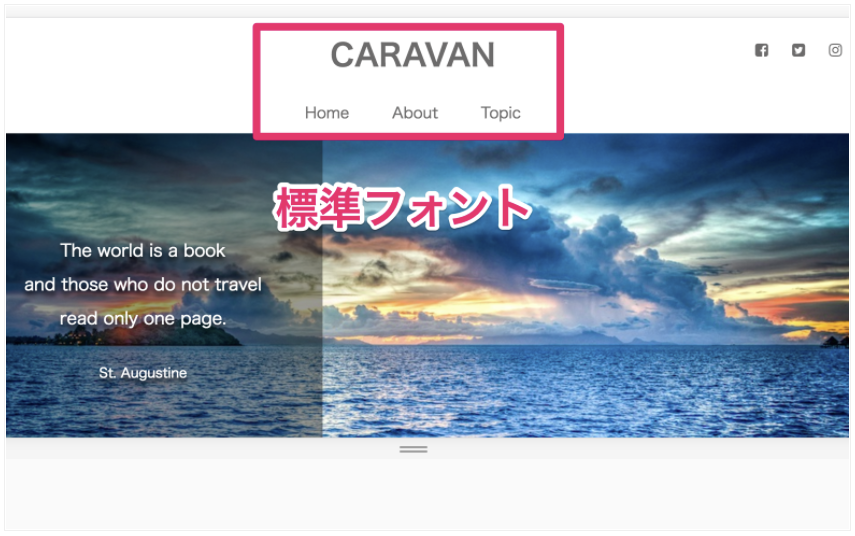 CARAVAN
Home About Topic
標準フォント
The world is a book
and those who do not travel
read only one page.
St. Augustine